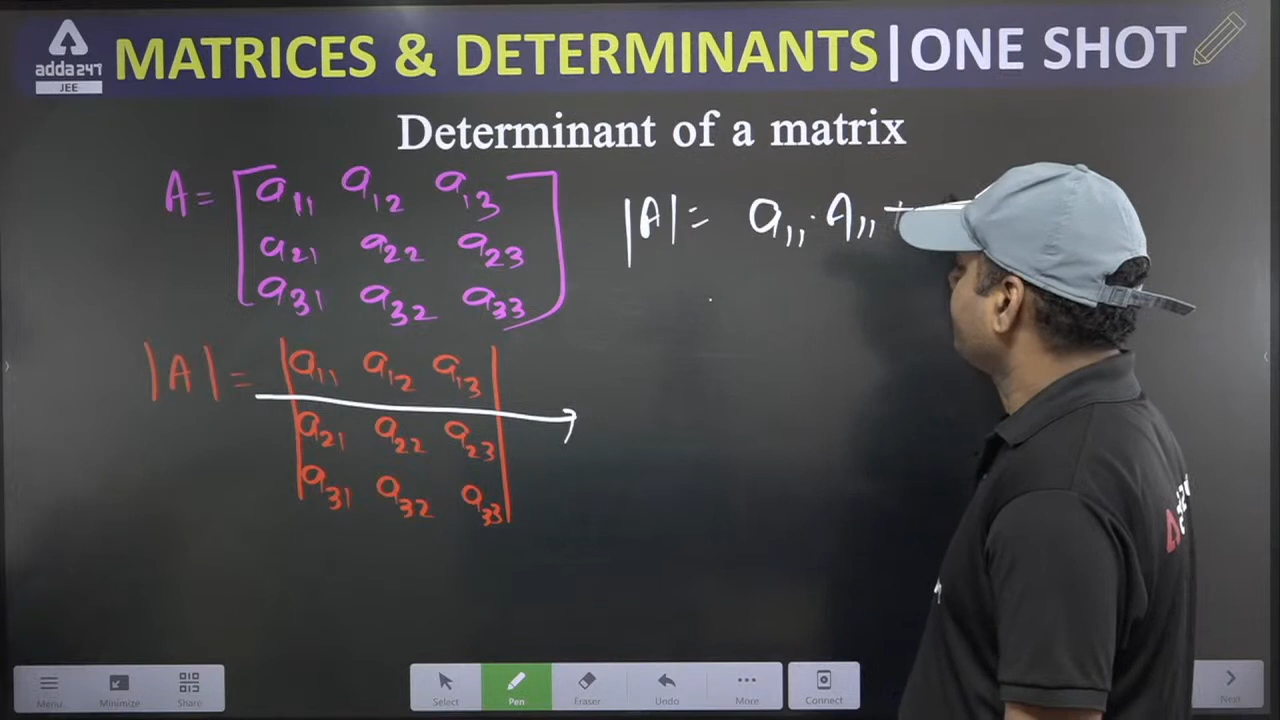 adda247
JEE
MATRICES & DETERMINANTS | ONE SHOT
Determinant of a matrix
A = [a11 a12 a13
a21 a22 a23
a31 a32 a33]
|A| = a11 · A11 +
|A| = |a11 a12 a13
a21 a22 a23
a31 a32 a33|
Menu Minimize Share Select Pen Eraser Undo More Connect Next